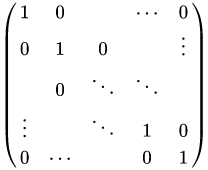 1 0 ⋯ 0
0 1 0 ⋮
0 ⋱ ⋱
⋮ ⋱ 1 0
0 ⋯ 0 1